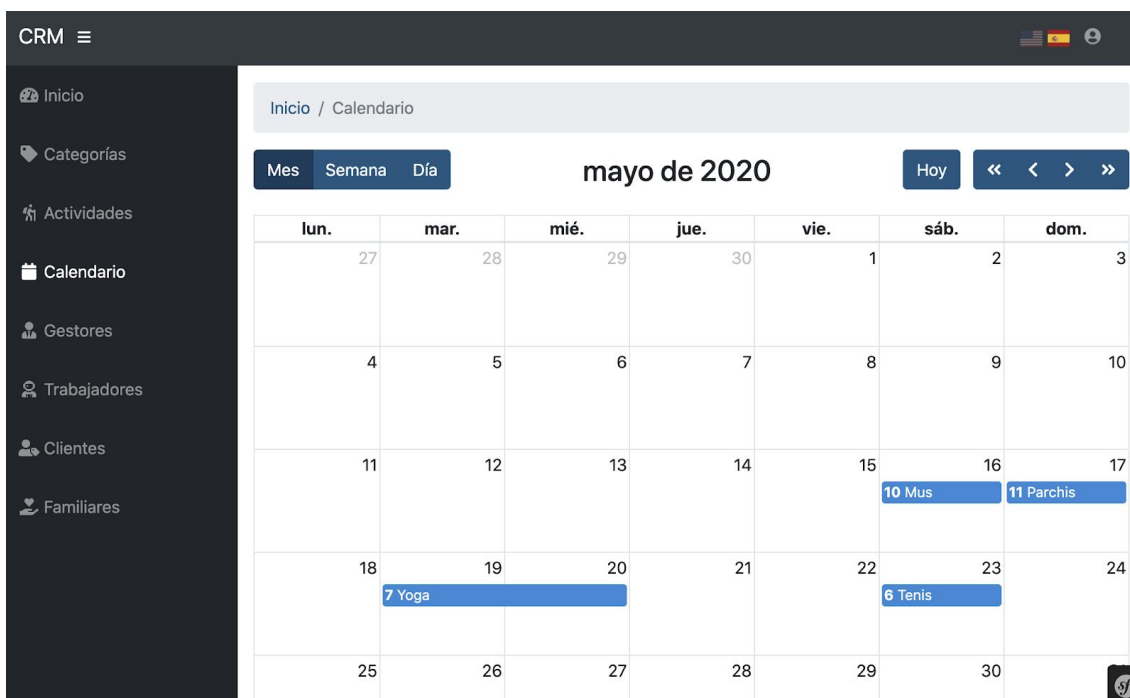 CRM
Inicio
Categorías
Actividades
Calendario
Gestores
Trabajadores
Clientes
Familiares
Inicio / Calendario
Mes Semana Día
mayo de 2020
Hoy « < > »
lun. mar. mié. jue. vie. sáb. dom.
27 28 29 30 1 2 3
4 5 6 7 8 9 10
11 12 13 14 15 16 17
10 Mus 11 Parchis
18 19 20 21 22 23 24
7 Yoga 6 Tenis
25 26 27 28 29 30